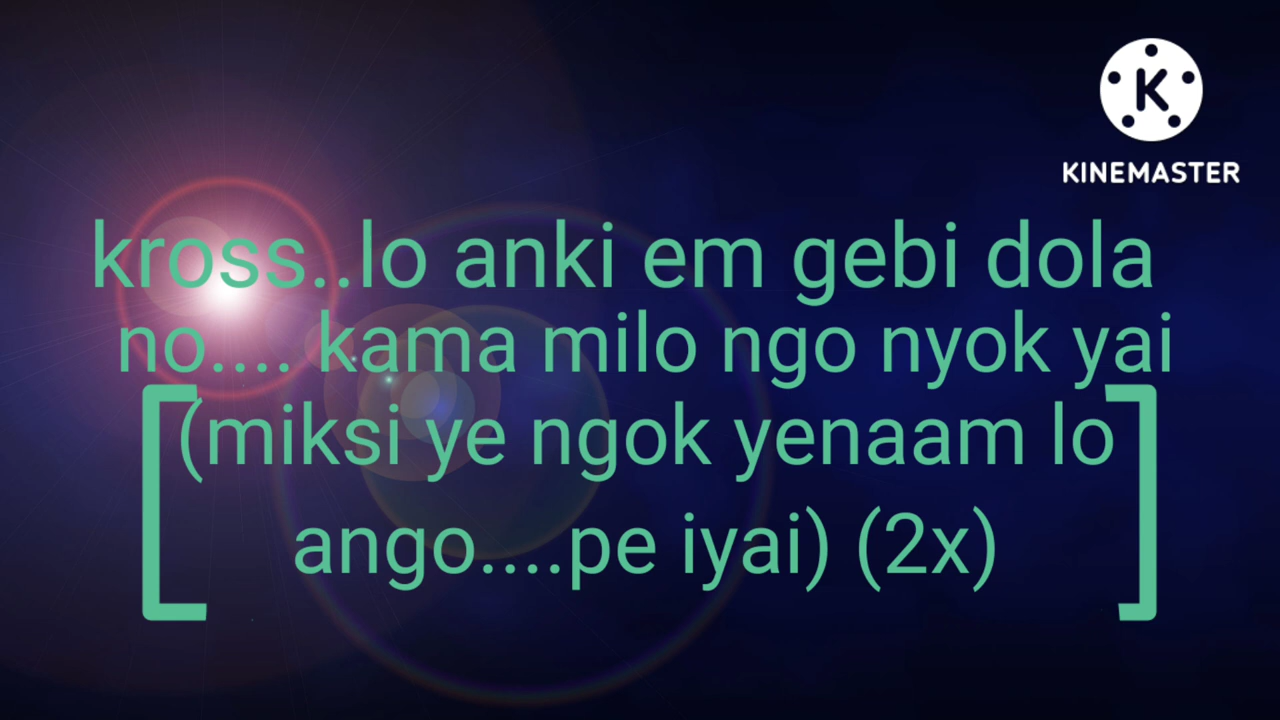 K
KINEMASTER
kross..lo anki em gebi dola
no.... kama milo ngo nyok yai
[(miksi ye ngok yenaam lo
ango....pe iyai) (2x)]